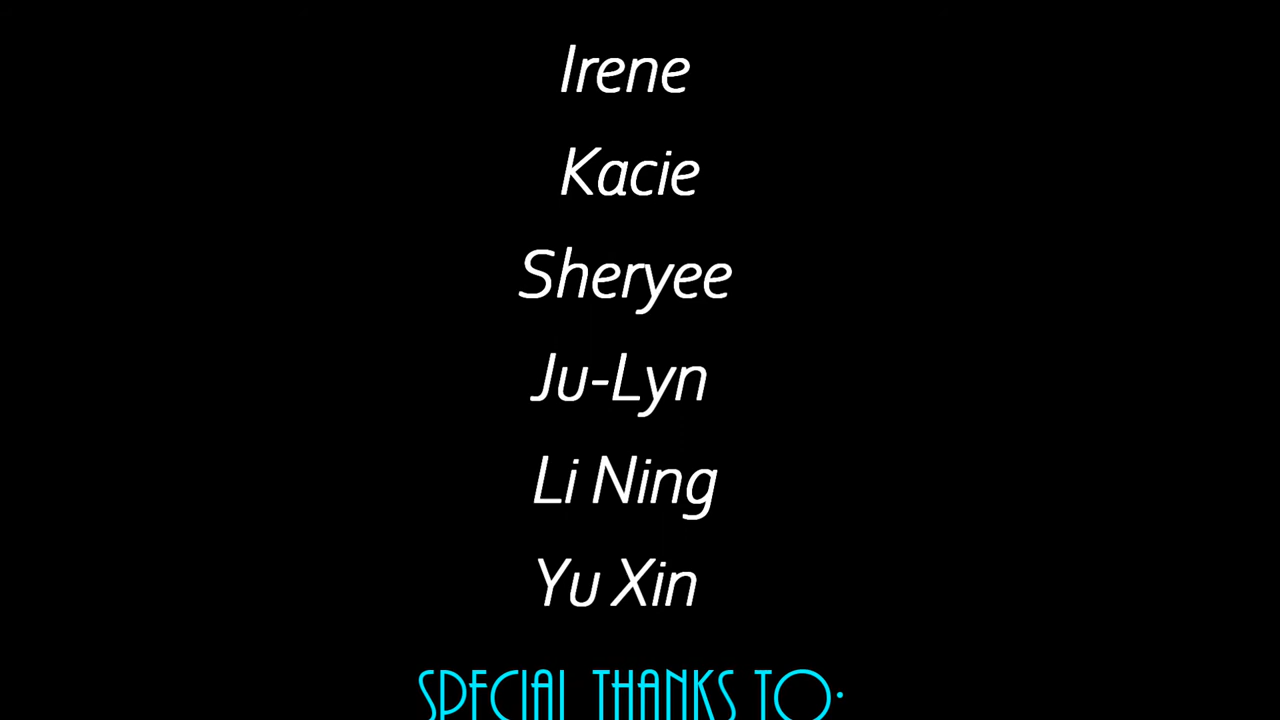 Irene
Kacie
Sheryee
Ju-Lyn
Li Ning
Yu Xin
SPECIAL THANKS TO: